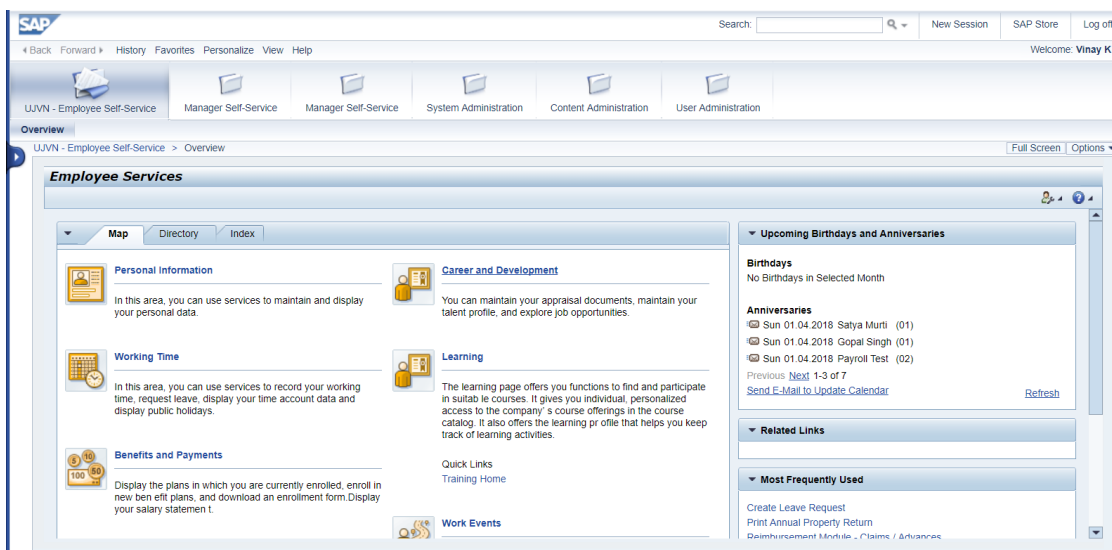 SAP
Search:
New Session
SAP Store
Log off
Back Forward History Favorites Personalize View Help
Welcome: Vinay K
UJVN - Employee Self-Service
Manager Self-Service
Manager Self-Service
System Administration
Content Administration
User Administration
Overview
UJVN - Employee Self-Service > Overview
Full Screen
Options
Employee Services
Map
Directory
Index
Personal Information
In this area, you can use services to maintain and display
your personal data.
Working Time
In this area, you can use services to record your working
time, request leave, display your time account data and
display public holidays.
5 10
100 50
Benefits and Payments
Display the plans in which you are currently enrolled, enroll in
new ben efit plans, and download an enrollment form.Display
your salary statemen t.
Career and Development
You can maintain your appraisal documents, maintain your
talent profile, and explore job opportunities.
Learning
The learning page offers you functions to find and participate
in suitab le courses. It gives you individual, personalized
access to the company' s course offerings in the course
catalog. It also offers the learning pr ofile that helps you keep
track of learning activities.
Quick Links
Training Home
Work Events
Upcoming Birthdays and Anniversaries
Birthdays
No Birthdays in Selected Month
Anniversaries
Sun 01.04.2018 Satya Murti (01)
Sun 01.04.2018 Gopal Singh (01)
Sun 01.04.2018 Payroll Test (02)
Previous Next 1-3 of 7
Send E-Mail to Update Calendar
Refresh
Related Links
Most Frequently Used
Create Leave Request
Print Annual Property Return
Reimbursement Module - Claims / Advances